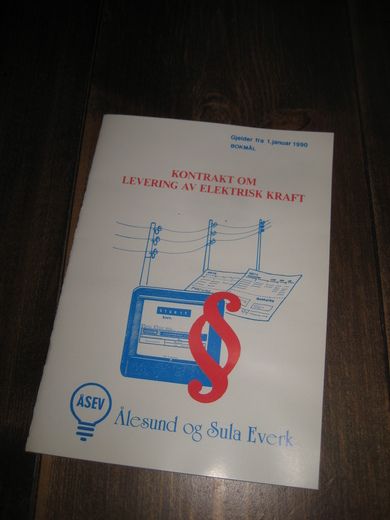 Gjelder fra 1.januar 1990
BOKMÅL
KONTRAKT OM
LEVERING AV ELEKTRISK KRAFT
§
ÅSEV
Ålesund og Sula Everk